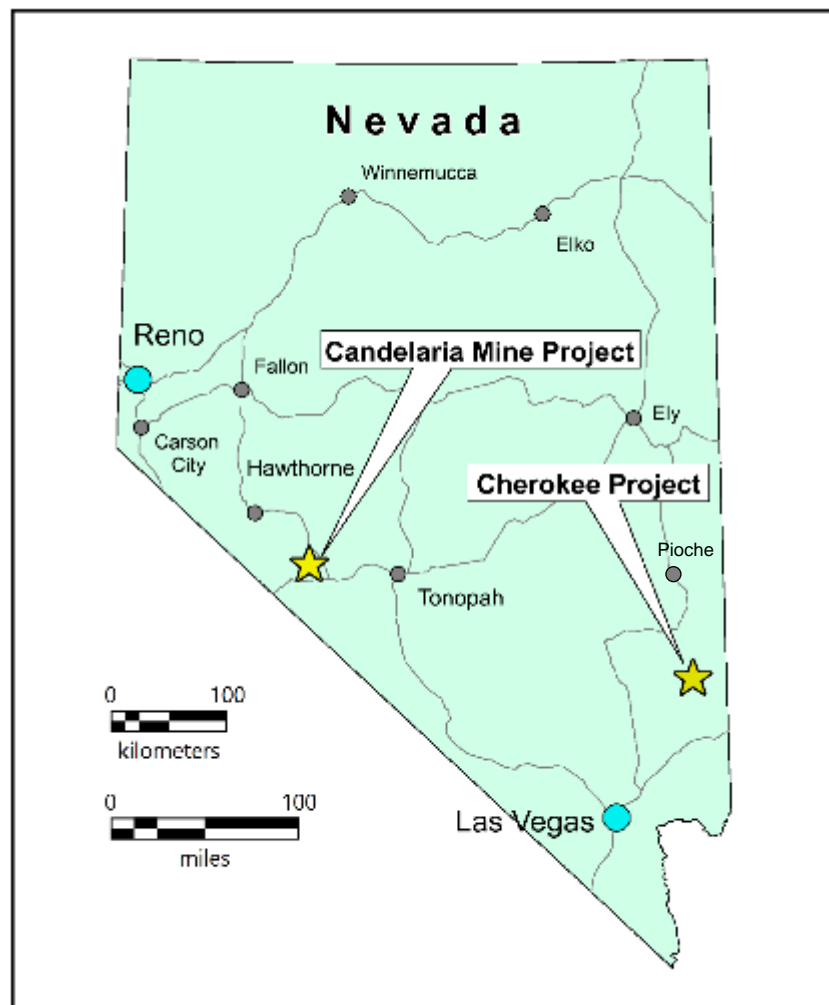 Nevada
Winnemucca
Elko
Reno
Candelaria Mine Project
Fallon
Ely
Carson
City
Hawthorne
Cherokee Project
Pioche
Tonopah
0 100
kilometers
0 100
miles
Las Vegas